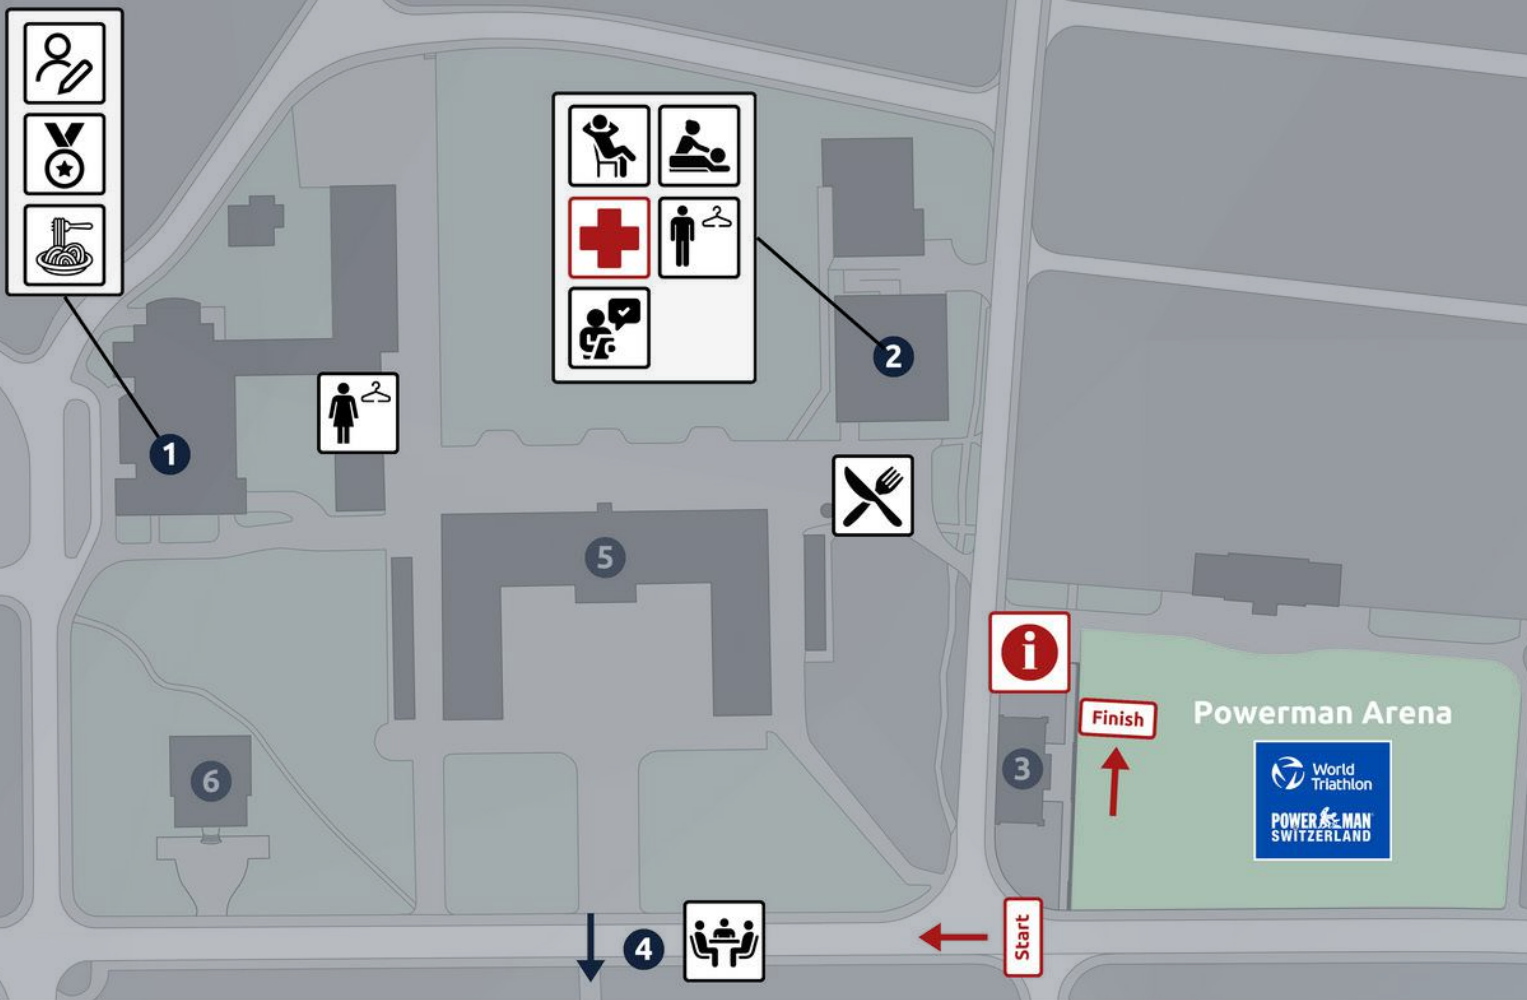 1
2
5
i
Finish
Powerman Arena
World
Triathlon
POWERMAN
SWITZERLAND
3
6
4
Start